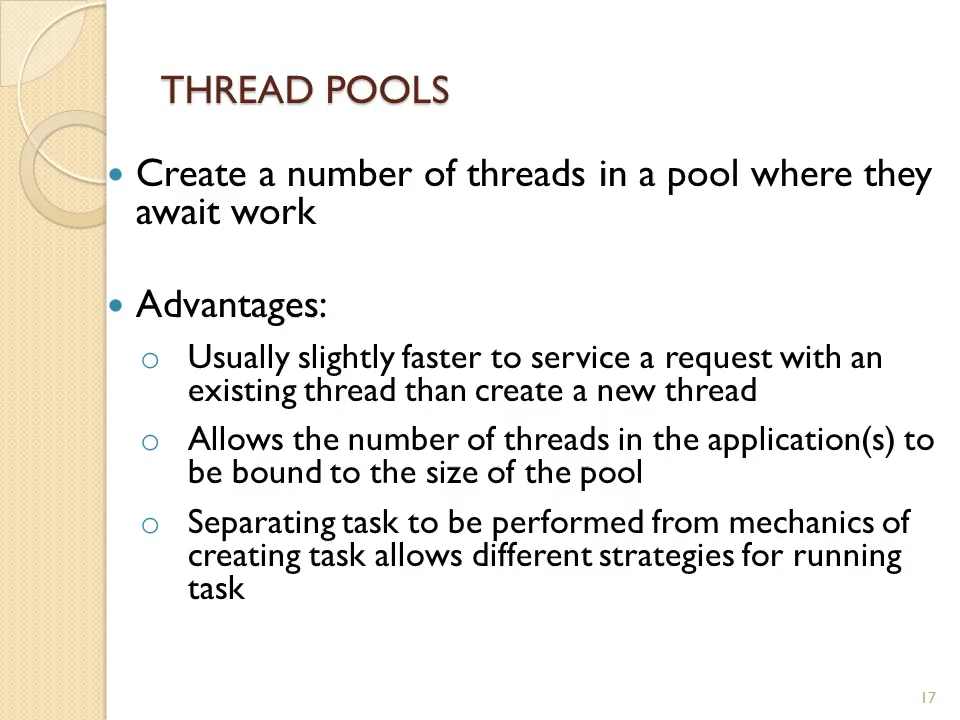 THREAD POOLS
• Create a number of threads in a pool where they
await work
• Advantages:
o Usually slightly faster to service a request with an
existing thread than create a new thread
o Allows the number of threads in the application(s) to
be bound to the size of the pool
o Separating task to be performed from mechanics of
creating task allows different strategies for running
task
17